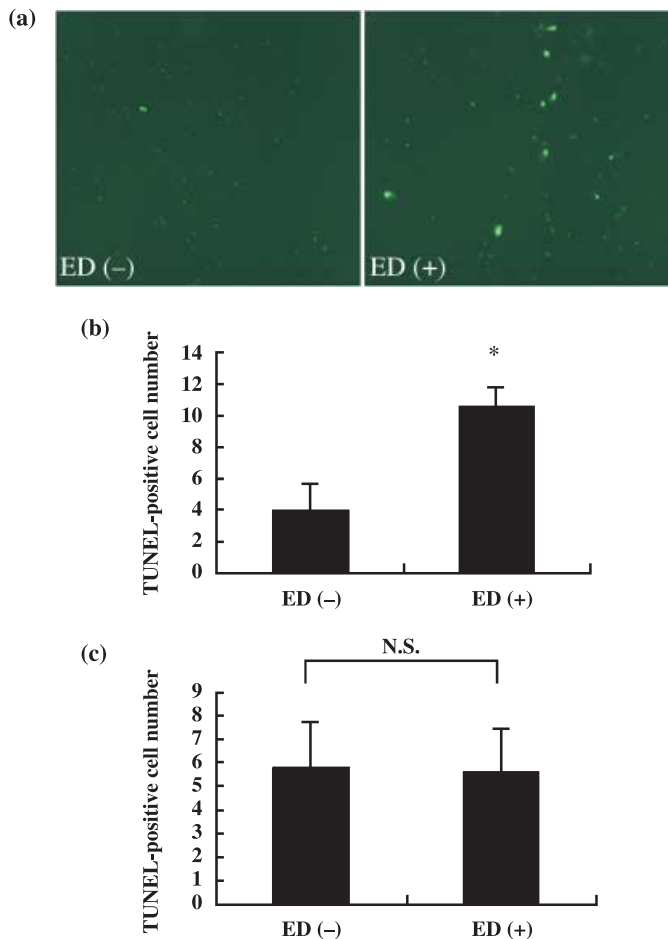 (a)
ED (–)
ED (+)
(b)
TUNEL-positive cell number
14
12
10
8
6
4
2
0
*
ED (–)
ED (+)
(c)
N.S.
TUNEL-positive cell number
9
8
7
6
5
4
3
2
1
0
ED (–)
ED (+)